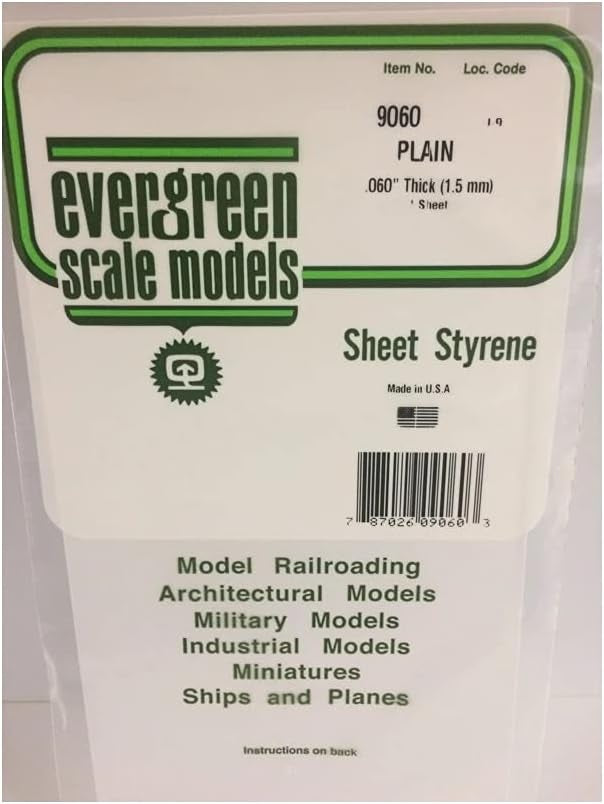 Item No. Loc. Code
9060
PLAIN
.060" Thick (1.5 mm)
Sheet
evergreen
scale models
Sheet Styrene
Made in U.S.A
7 87026 09060 3
Model Railroading
Architectural Models
Military Models
Industrial Models
Miniatures
Ships and Planes
Instructions on back